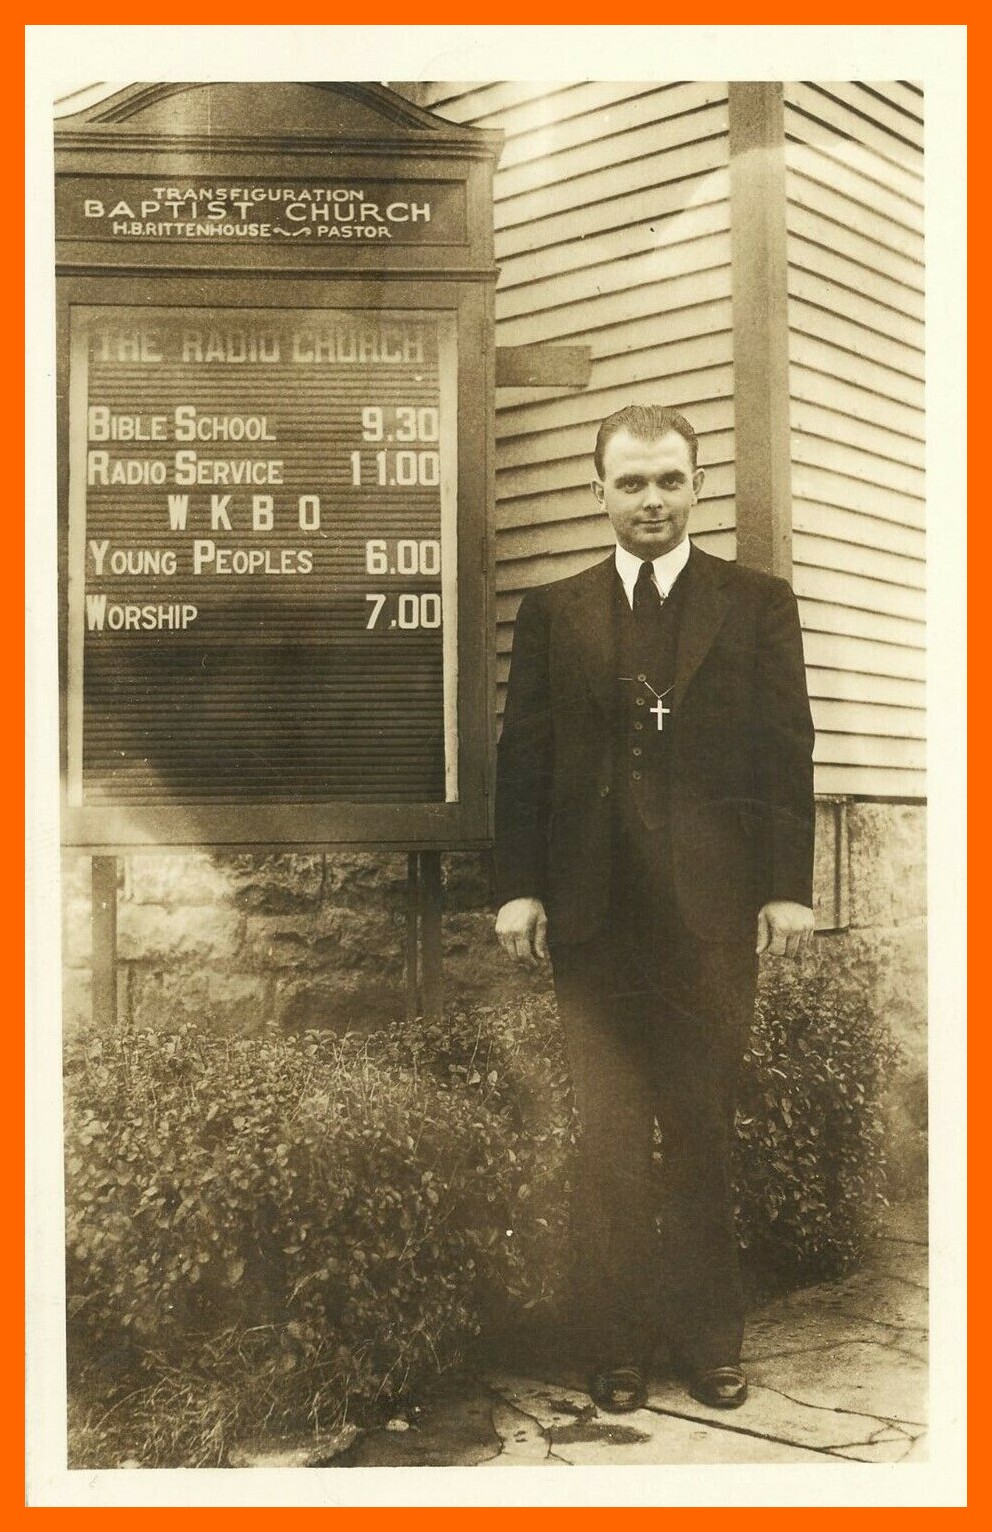 TRANSFIGURATION
BAPTIST CHURCH
H.B.RITTENHOUSE~~PASTOR
THE RADIO CHURCH
BIBLE SCHOOL 9.30
RADIO SERVICE 11.00
WKBO
YOUNG PEOPLES 6.00
WORSHIP 7.00